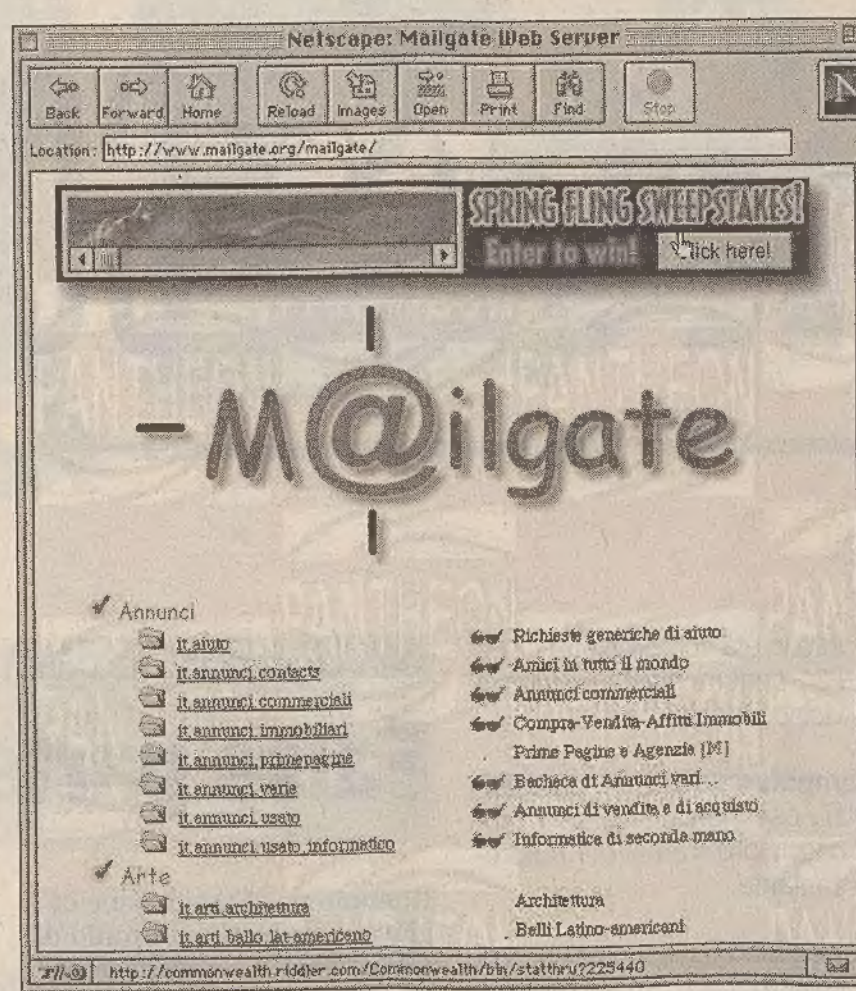 Netscape: Mailgate Web Server
Back Forward Home Reload Images Open Print Find Stop
N
Location: http://www.mailgate.org/mailgate/
SPRING FLING SWEEPSTAKES!
Enter to win! Click here!
M@ilgate
Annunci
it.aiuto Richieste generiche di aiuto
it.annunci.contacts Amici in tutto il mondo
it.annunci.commerciali Annunci commerciali
it.annunci.immobiliari Compra-Vendita-Affitti Immobili
it.annunci.primepagine Prime Pagine e Agenzie [M]
it.annunci.varie Bacheca di Annunci vari...
it.annunci.usato Annunci di vendita e di acquisto
it.annunci.usato.informatico Informatica di seconda mano
Arte
it.arti.architettura Architettura
it.arti.ballo.lat-americano Balli Latino-americani
http://commonwealth.riddler.com/Commonwealth/bin/statthru?225440